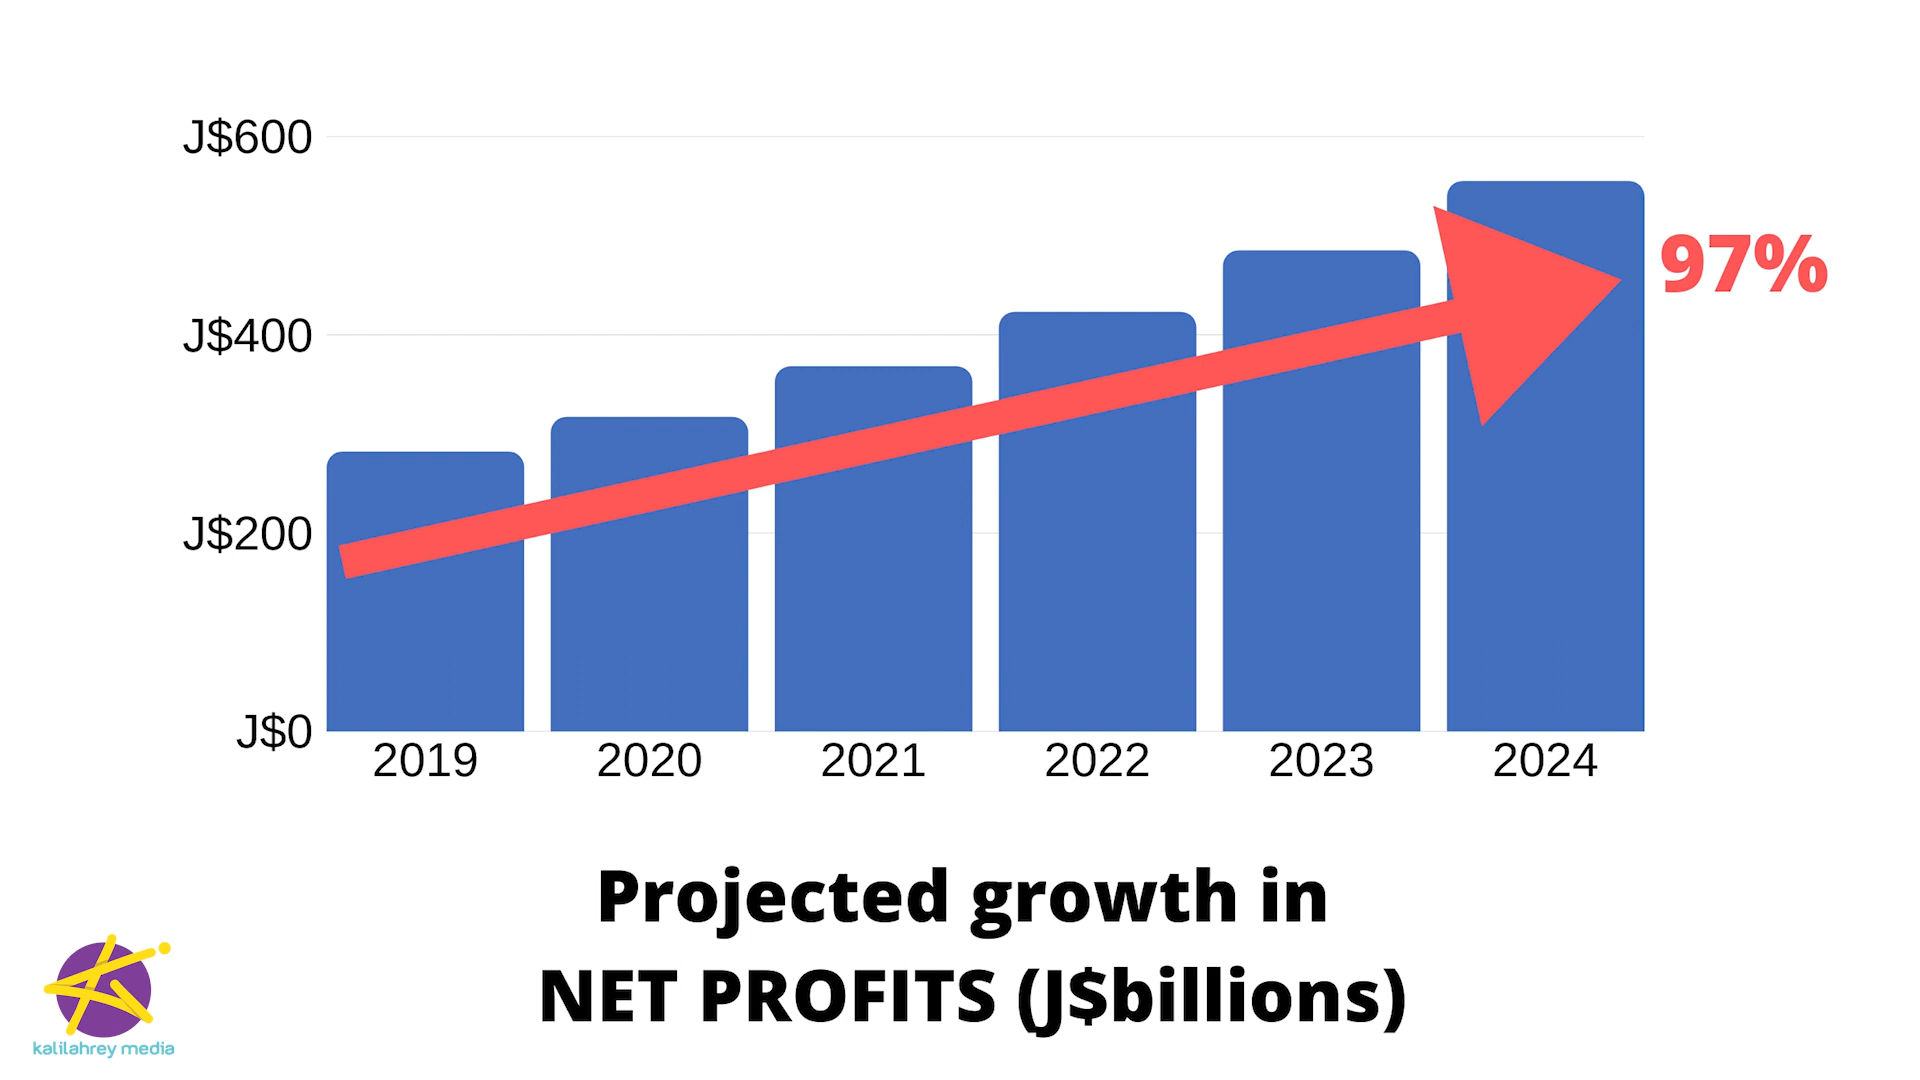 J$600
97%
J$400
J$200
J$0
2019 2020 2021 2022 2023 2024
Projected growth in
NET PROFITS (J$billions)
kalilahrey media